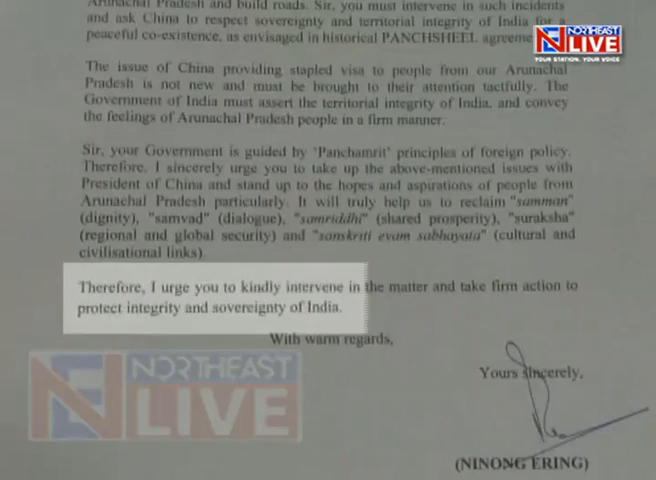 Arunachal Pradesh and build roads. Sir, you must intervene in such incidents
and ask China to respect sovereignty and territorial integrity of India for a
peaceful co-existence, as envisaged in historical PANCHSHEEL
NORTHEAST
LIVE
YOUR STATION, YOUR VOICE
The issue of China providing stapled visa to people from our Arunachal
Pradesh is not new and must be brought to their attention tactfully. The
Government of India must assert the territorial integrity of India, and convey
the feelings of Arunachal Pradesh people in a firm manner.
Sir, your Government is guided by 'Panchamrit' principles of foreign policy.
Therefore, I sincerely urge you to take up the above-mentioned issues with
President of China and stand up to the hopes and aspirations of people from
Arunachal Pradesh particularly. It will truly help us to reclaim "samman"
(dignity), "samvad" (dialogue), "samriddhi" (shared prosperity), "suraksha"
(regional and global security) and "sanskriti evam sabhayata" (cultural and
civilisational links).
Therefore, I urge you to kindly intervene in the matter and take firm action to
protect integrity and sovereignty of India.
With warm regards,
NORTHEAST
LIVE
Yours sincerely,
(NINONG ERING)